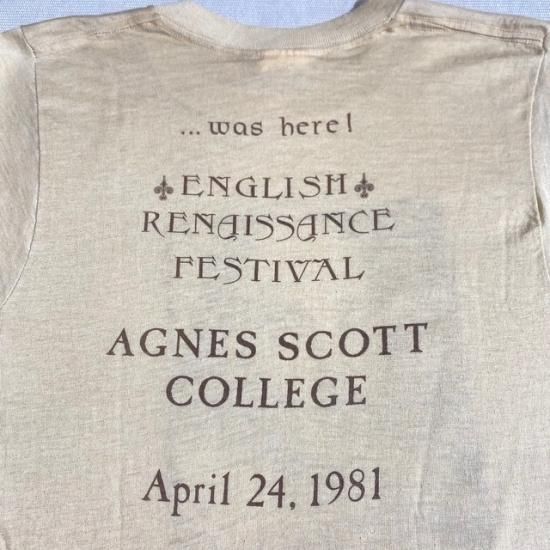 ...was here!
⚜ENGLISH⚜
RENAISSANCE
FESTIVAL
AGNES SCOTT
COLLEGE
April 24, 1981